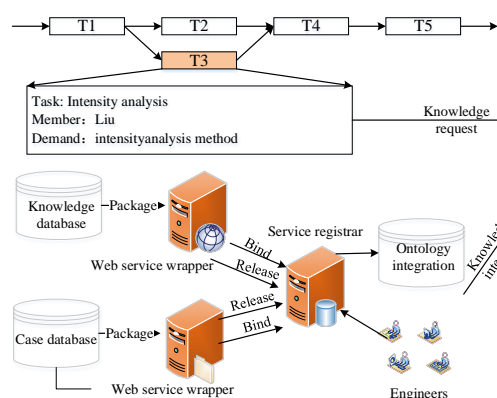 T1
T2
T4
T5
T3
Task: Intensity analysis
Member： Liu
Demand： intensityanalysis method
Knowledge
request
Knowledge
database
Package
Web service wrapper
Bind
Release
Service registrar
Ontology
integration
Case database
Package
Release
Bind
Web service wrapper
Engineers